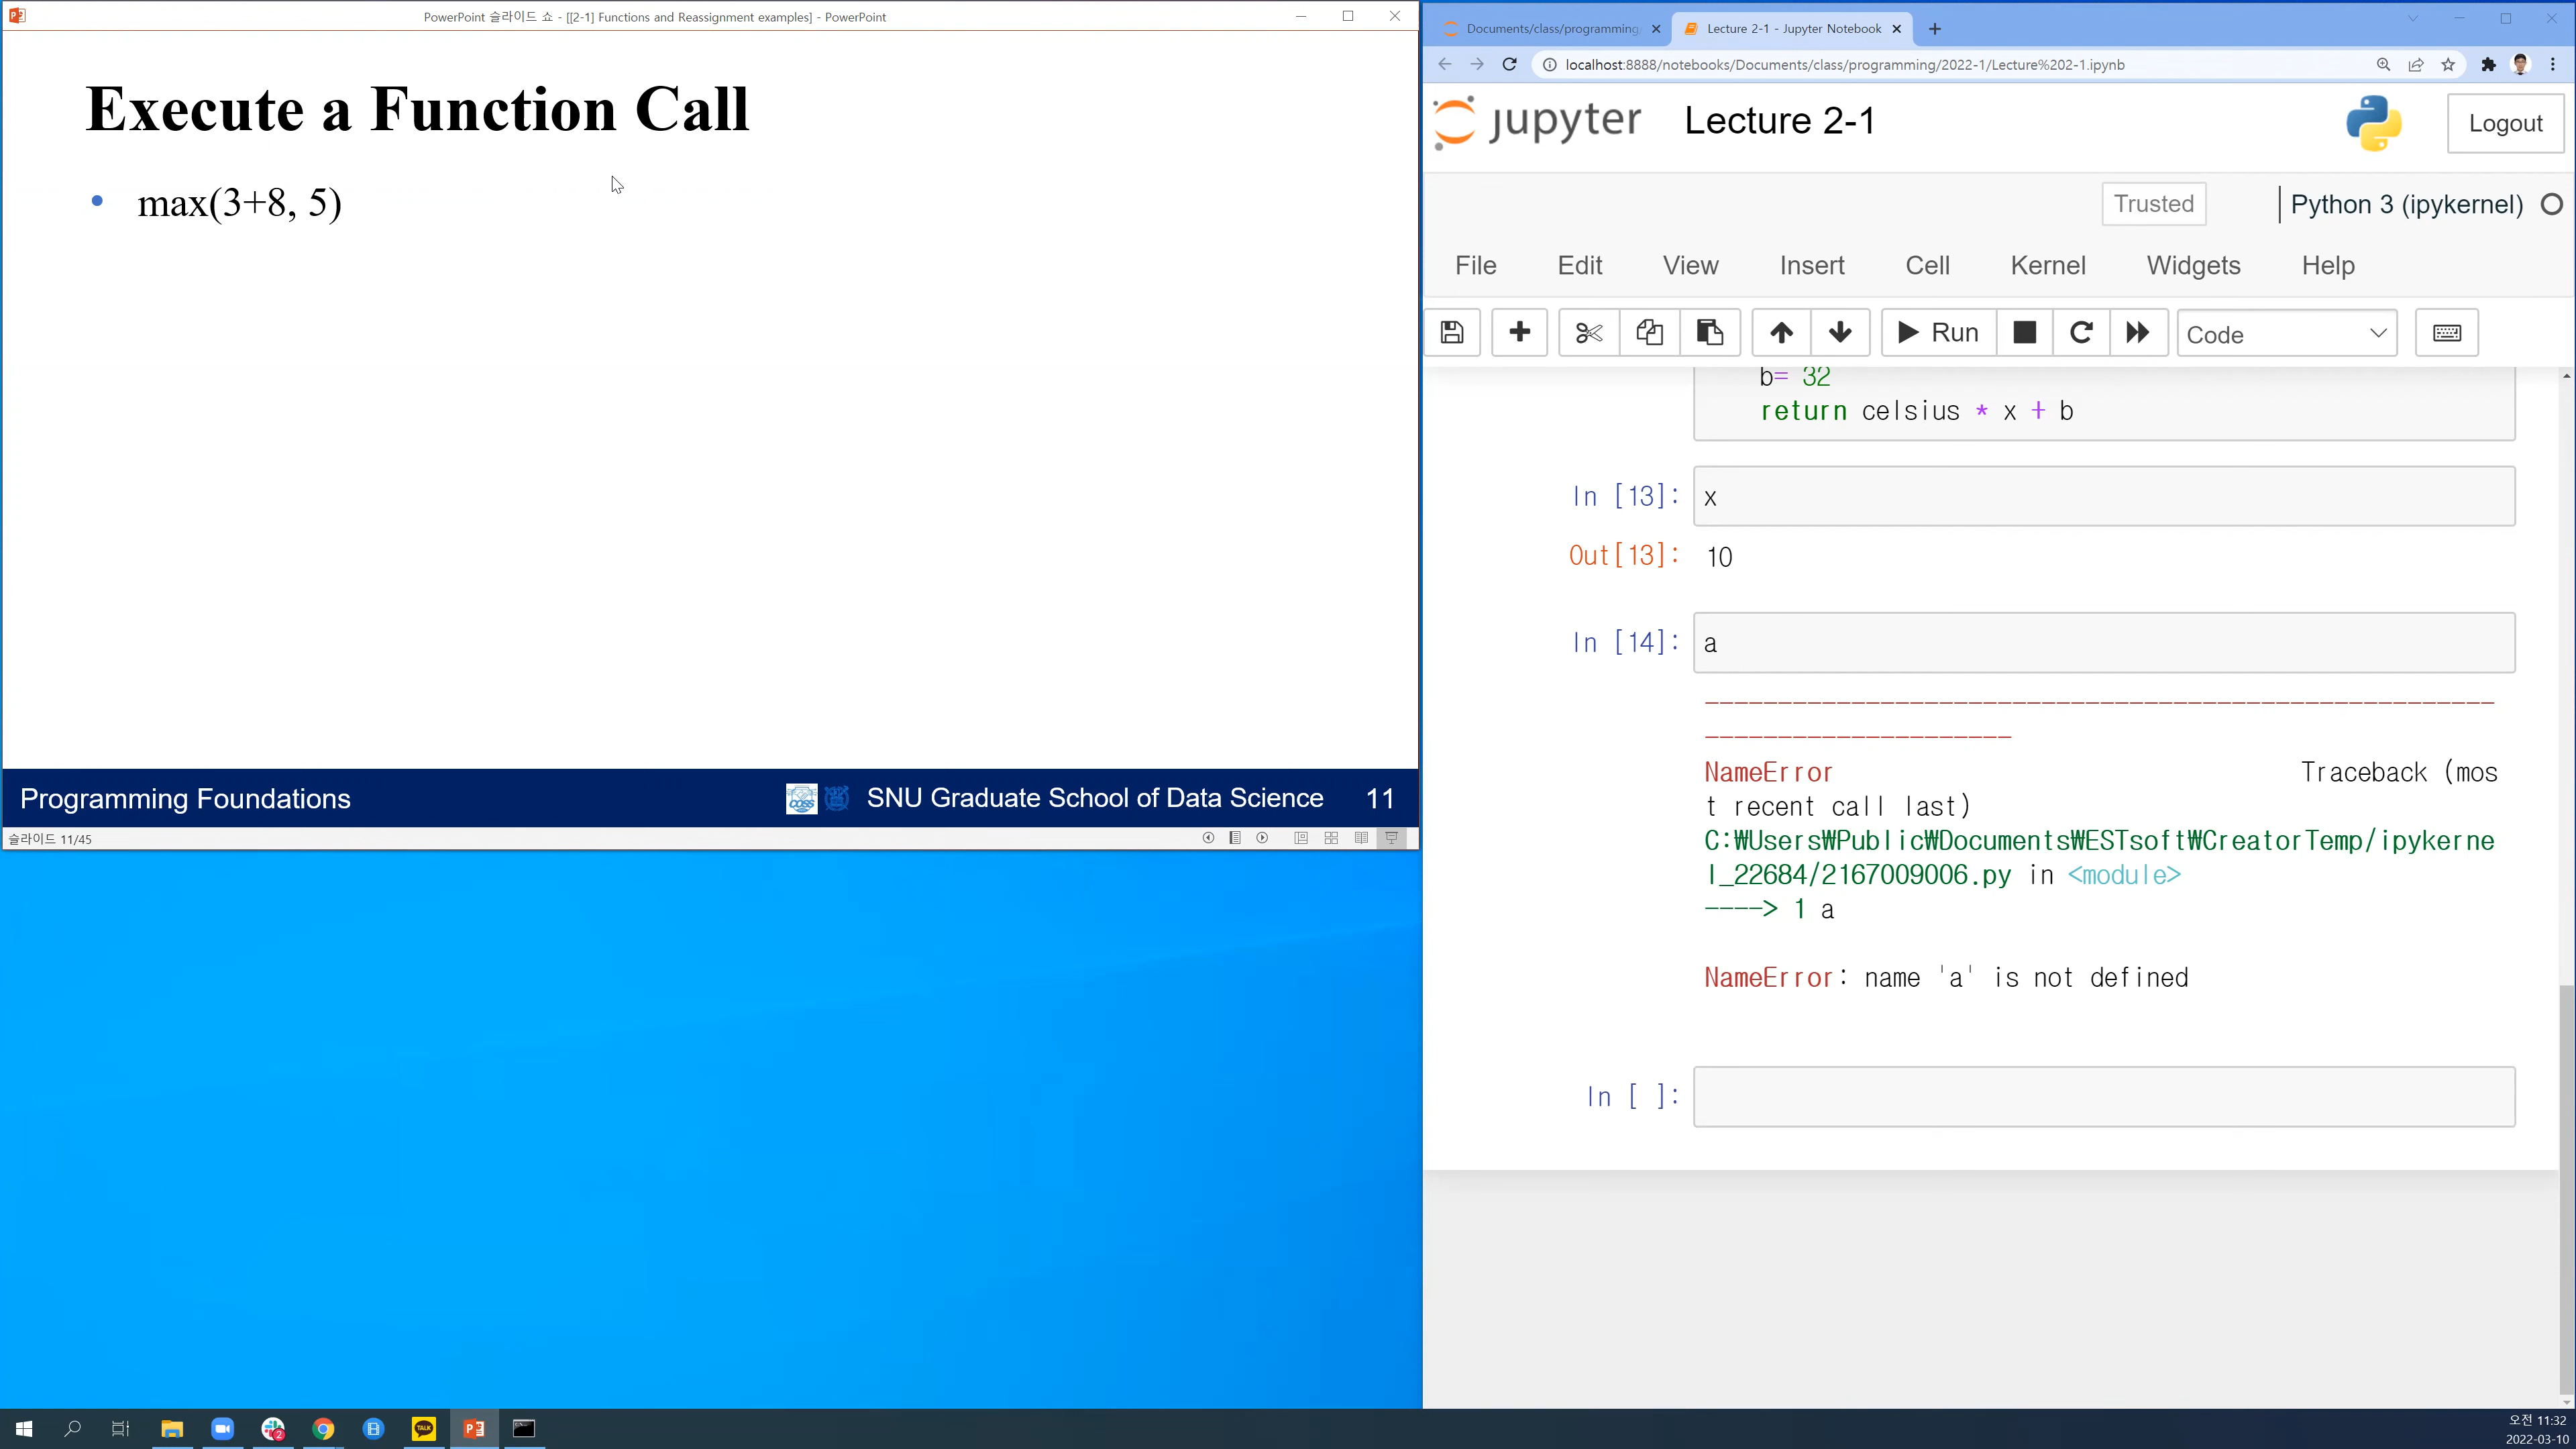 PowerPoint 슬라이드 쇼 - [[2-1] Functions and Reassignment examples] - PowerPoint
Execute a Function Call
• max(3+8, 5)
Programming Foundations
SNU Graduate School of Data Science
11
슬라이드 11/45
Documents/class/programming
Lecture 2-1 - Jupyter Notebook
localhost:8888/notebooks/Documents/class/programming/2022-1/Lecture%202-1.ipynb
jupyter
Lecture 2-1
Logout
Trusted
Python 3 (ipykernel)
File Edit View Insert Cell Kernel Widgets Help
Run
Code
b= 32
return celsius * x + b
In [13]: x
Out[13]: 10
In [14]: a
---------------------------------------------------------------------------
NameError Traceback (mos
t recent call last)
C:₩Users₩Public₩Documents₩ESTsoft₩CreatorTemp/ipykerne
l_22684/2167009006.py in <module>
----> 1 a
NameError: name 'a' is not defined
In [ ]:
TALK
2
오전 11:32
2022-03-10